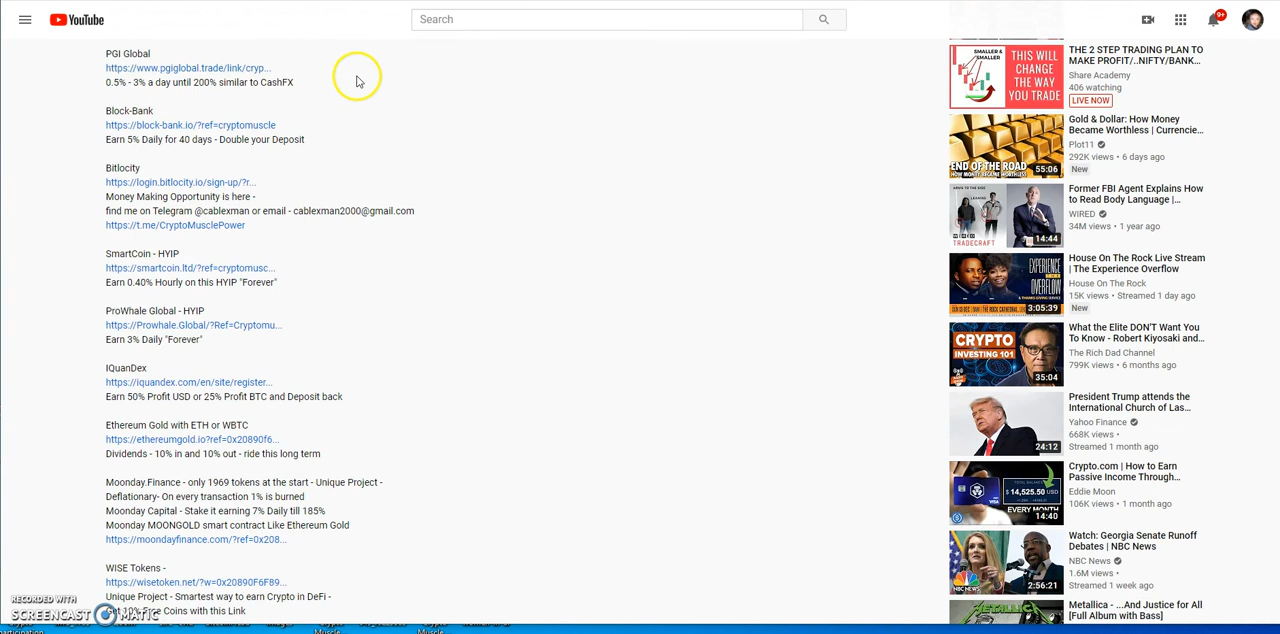 YouTube
Search
9+
PGI Global
https://www.pgiglobal.trade/link/cryp...
0.5% - 3% a day until 200% similar to CashFX
Block-Bank
https://block-bank.io/?ref=cryptomuscle
Earn 5% Daily for 40 days - Double your Deposit
Bitlocity
https://login.bitlocity.io/sign-up/?r...
Money Making Opportunity is here -
find me on Telegram @cablexman or email - cablexman2000@gmail.com
https://t.me/CryptoMusclePower
SmartCoin - HYIP
https://smartcoin.ltd/?ref=cryptomusc...
Earn 0.40% Hourly on this HYIP "Forever"
ProWhale Global - HYIP
https://Prowhale.Global/?Ref=Cryptomu...
Earn 3% Daily "Forever"
IQuanDex
https://iquandex.com/en/site/register...
Earn 50% Profit USD or 25% Profit BTC and Deposit back
Ethereum Gold with ETH or WBTC
https://ethereumgold.io?ref=0x20890f6...
Dividends - 10% in and 10% out - ride this long term
Moonday.Finance - only 1969 tokens at the start - Unique Project -
Deflationary- On every transaction 1% is burned
Moonday Capital - Stake it earning 7% Daily till 185%
Moonday MOONGOLD smart contract Like Ethereum Gold
https://moondayfinance.com/?ref=0x208...
WISE Tokens -
https://wisetoken.net/?w=0x20890F6F89...
Unique Project - Smartest way to earn Crypto in DeFi -
Get 10% Free Coins with this Link
RECORDED WITH
SCREENCAST MATIC
SMALLER & SMALLER
THIS WILL CHANGE THE WAY YOU TRADE
THE 2 STEP TRADING PLAN TO
MAKE PROFIT/..NIFTY/BANK...
Share Academy
406 watching
LIVE NOW
END OF THE ROAD
HOW MONEY BECAME WORTHLESS
55:06
Gold & Dollar: How Money
Became Worthless | Currencie...
Plot11
292K views • 6 days ago
New
TRADECRAFT
14:44
Former FBI Agent Explains How
to Read Body Language |...
WIRED
34M views • 1 year ago
EXPERIENCE THE OVERFLOW
3:05:39
House On The Rock Live Stream
| The Experience Overflow
House On The Rock
15K views • Streamed 1 day ago
New
CRYPTO
INVESTING 101
35:04
What the Elite DON'T Want You
To Know - Robert Kiyosaki and...
The Rich Dad Channel
799K views • 6 months ago
24:12
President Trump attends the
International Church of Las...
Yahoo Finance
668K views •
Streamed 1 month ago
$ 14,525.50 USD
EVERY MONTH
14:40
Crypto.com | How to Earn
Passive Income Through...
Eddie Moon
106K views • 1 month ago
2:56:21
Watch: Georgia Senate Runoff
Debates | NBC News
NBC News
1.6M views •
Streamed 1 week ago
METALLICA
Metallica - ...And Justice for All
[Full Album with Bass]